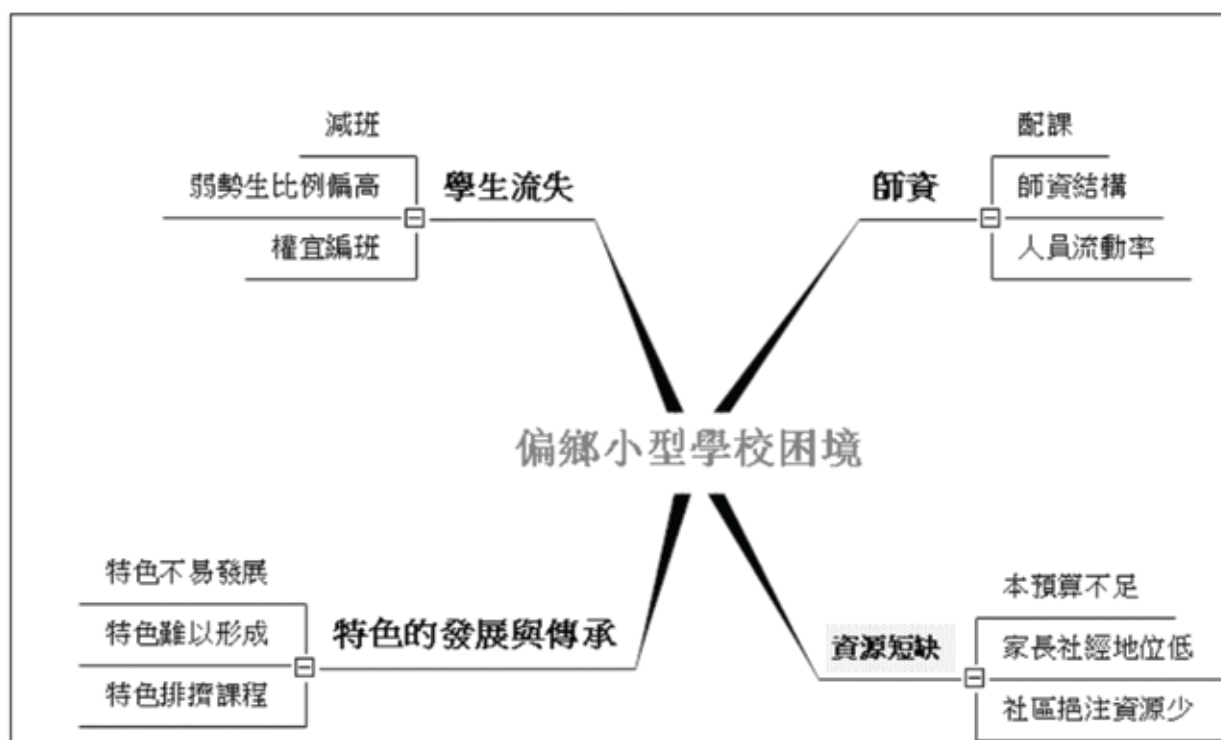 減班
弱勢生比例偏高
權宜編班
學生流失
師資
配課
師資結構
人員流動率
偏鄉小型學校困境
特色不易發展
特色難以形成
特色排擠課程
特色的發展與傳承
資源短缺
本預算不足
家長社經地位低
社區挹注資源少